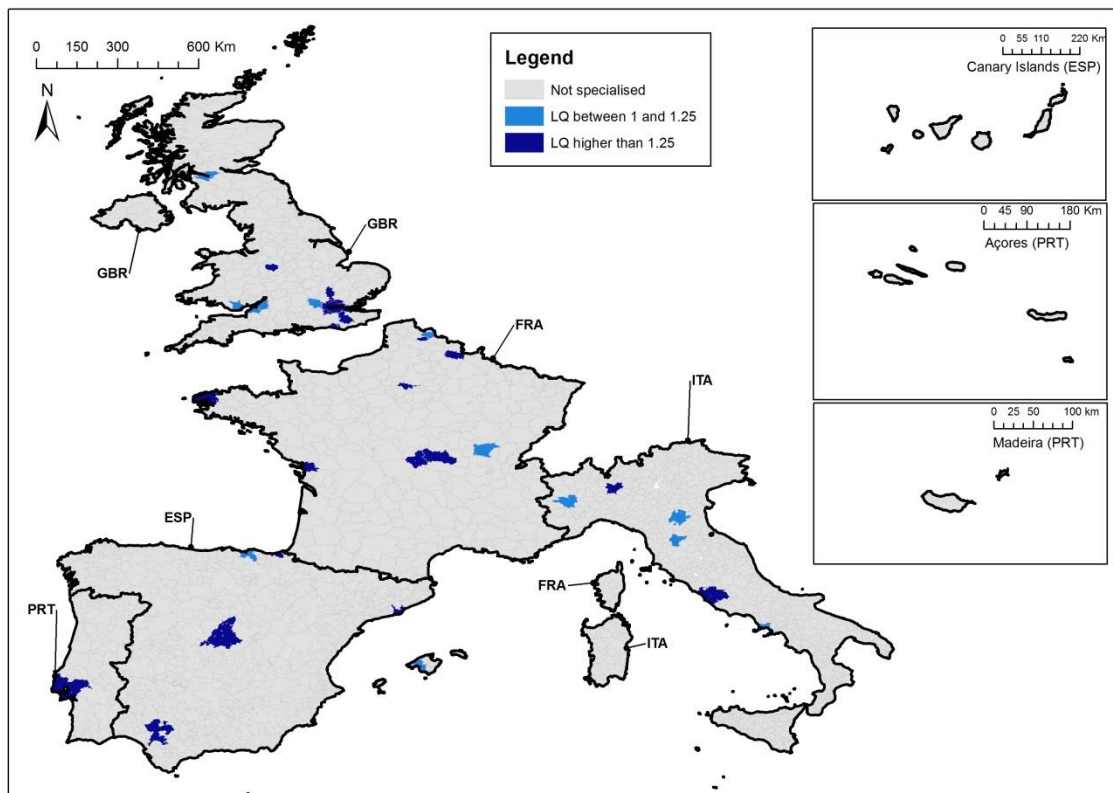 0 150 300 600 Km
N
Legend
Not specialised
LQ between 1 and 1.25
LQ higher than 1.25
0 55 110 220 Km
Canary Islands (ESP)
0 45 90 180 Km
Açores (PRT)
0 25 50 100 Km
Madeira (PRT)
GBR
GBR
FRA
ITA
ESP
FRA
PRT
ITA